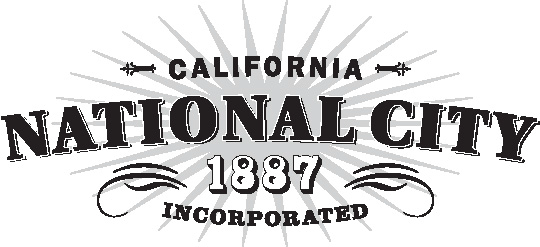 CALIFORNIA
NATIONAL CITY
1887
INCORPORATED